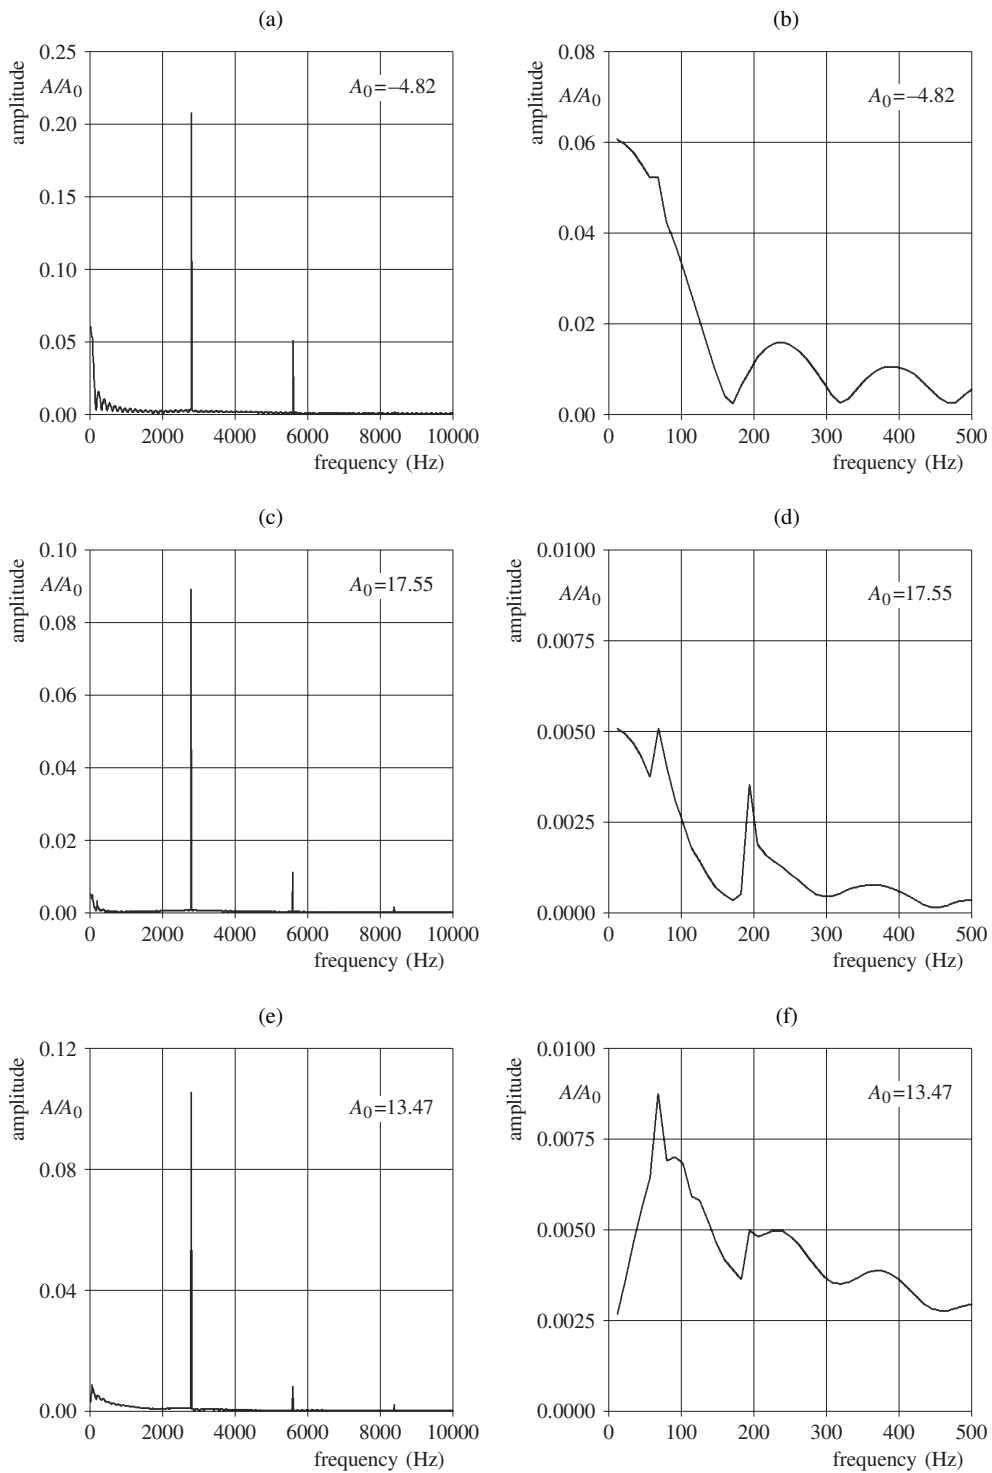 (a)
amplitude
A/A0
A0=–4.82
0.25
0.20
0.15
0.10
0.05
0.00
0 2000 4000 6000 8000 10000
frequency (Hz)
(b)
amplitude
A/A0
A0=–4.82
0.08
0.06
0.04
0.02
0.00
0 100 200 300 400 500
frequency (Hz)
(c)
amplitude
A/A0
A0=17.55
0.10
0.08
0.06
0.04
0.02
0.00
0 2000 4000 6000 8000 10000
frequency (Hz)
(d)
amplitude
A/A0
A0=17.55
0.0100
0.0075
0.0050
0.0025
0.0000
0 100 200 300 400 500
frequency (Hz)
(e)
amplitude
A/A0
A0=13.47
0.12
0.08
0.04
0.00
0 2000 4000 6000 8000 10000
frequency (Hz)
(f)
amplitude
A/A0
A0=13.47
0.0100
0.0075
0.0050
0.0025
0.0000
0 100 200 300 400 500
frequency (Hz)